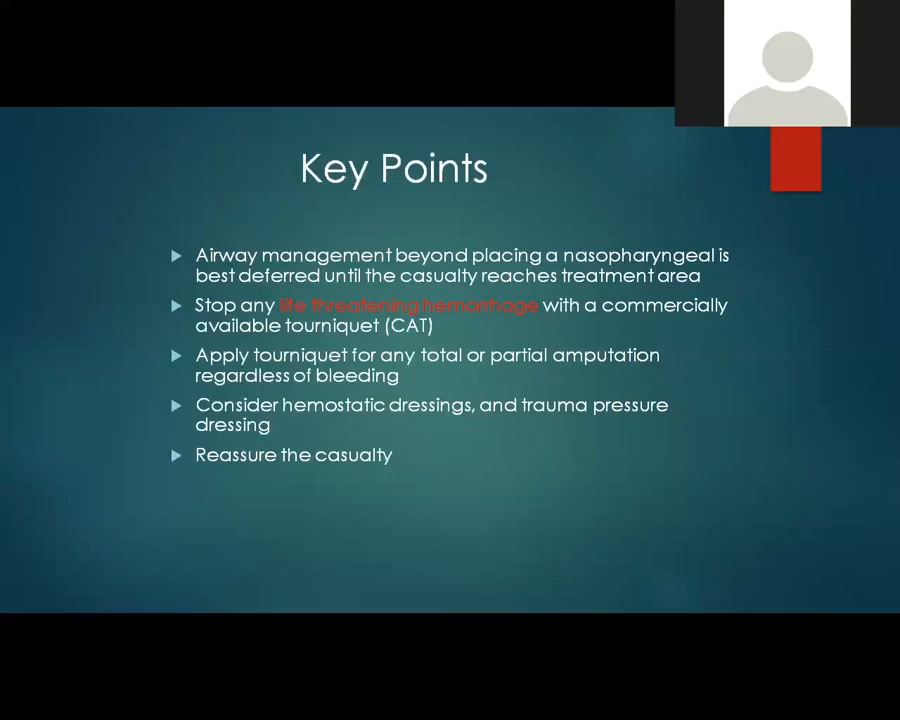 Key Points
Airway management beyond placing a nasopharyngeal is
best deferred until the casualty reaches treatment area
Stop any life threatening hemorrhage with a commercially
available tourniquet (CAT)
Apply tourniquet for any total or partial amputation
regardless of bleeding
Consider hemostatic dressings, and trauma pressure
dressing
Reassure the casualty